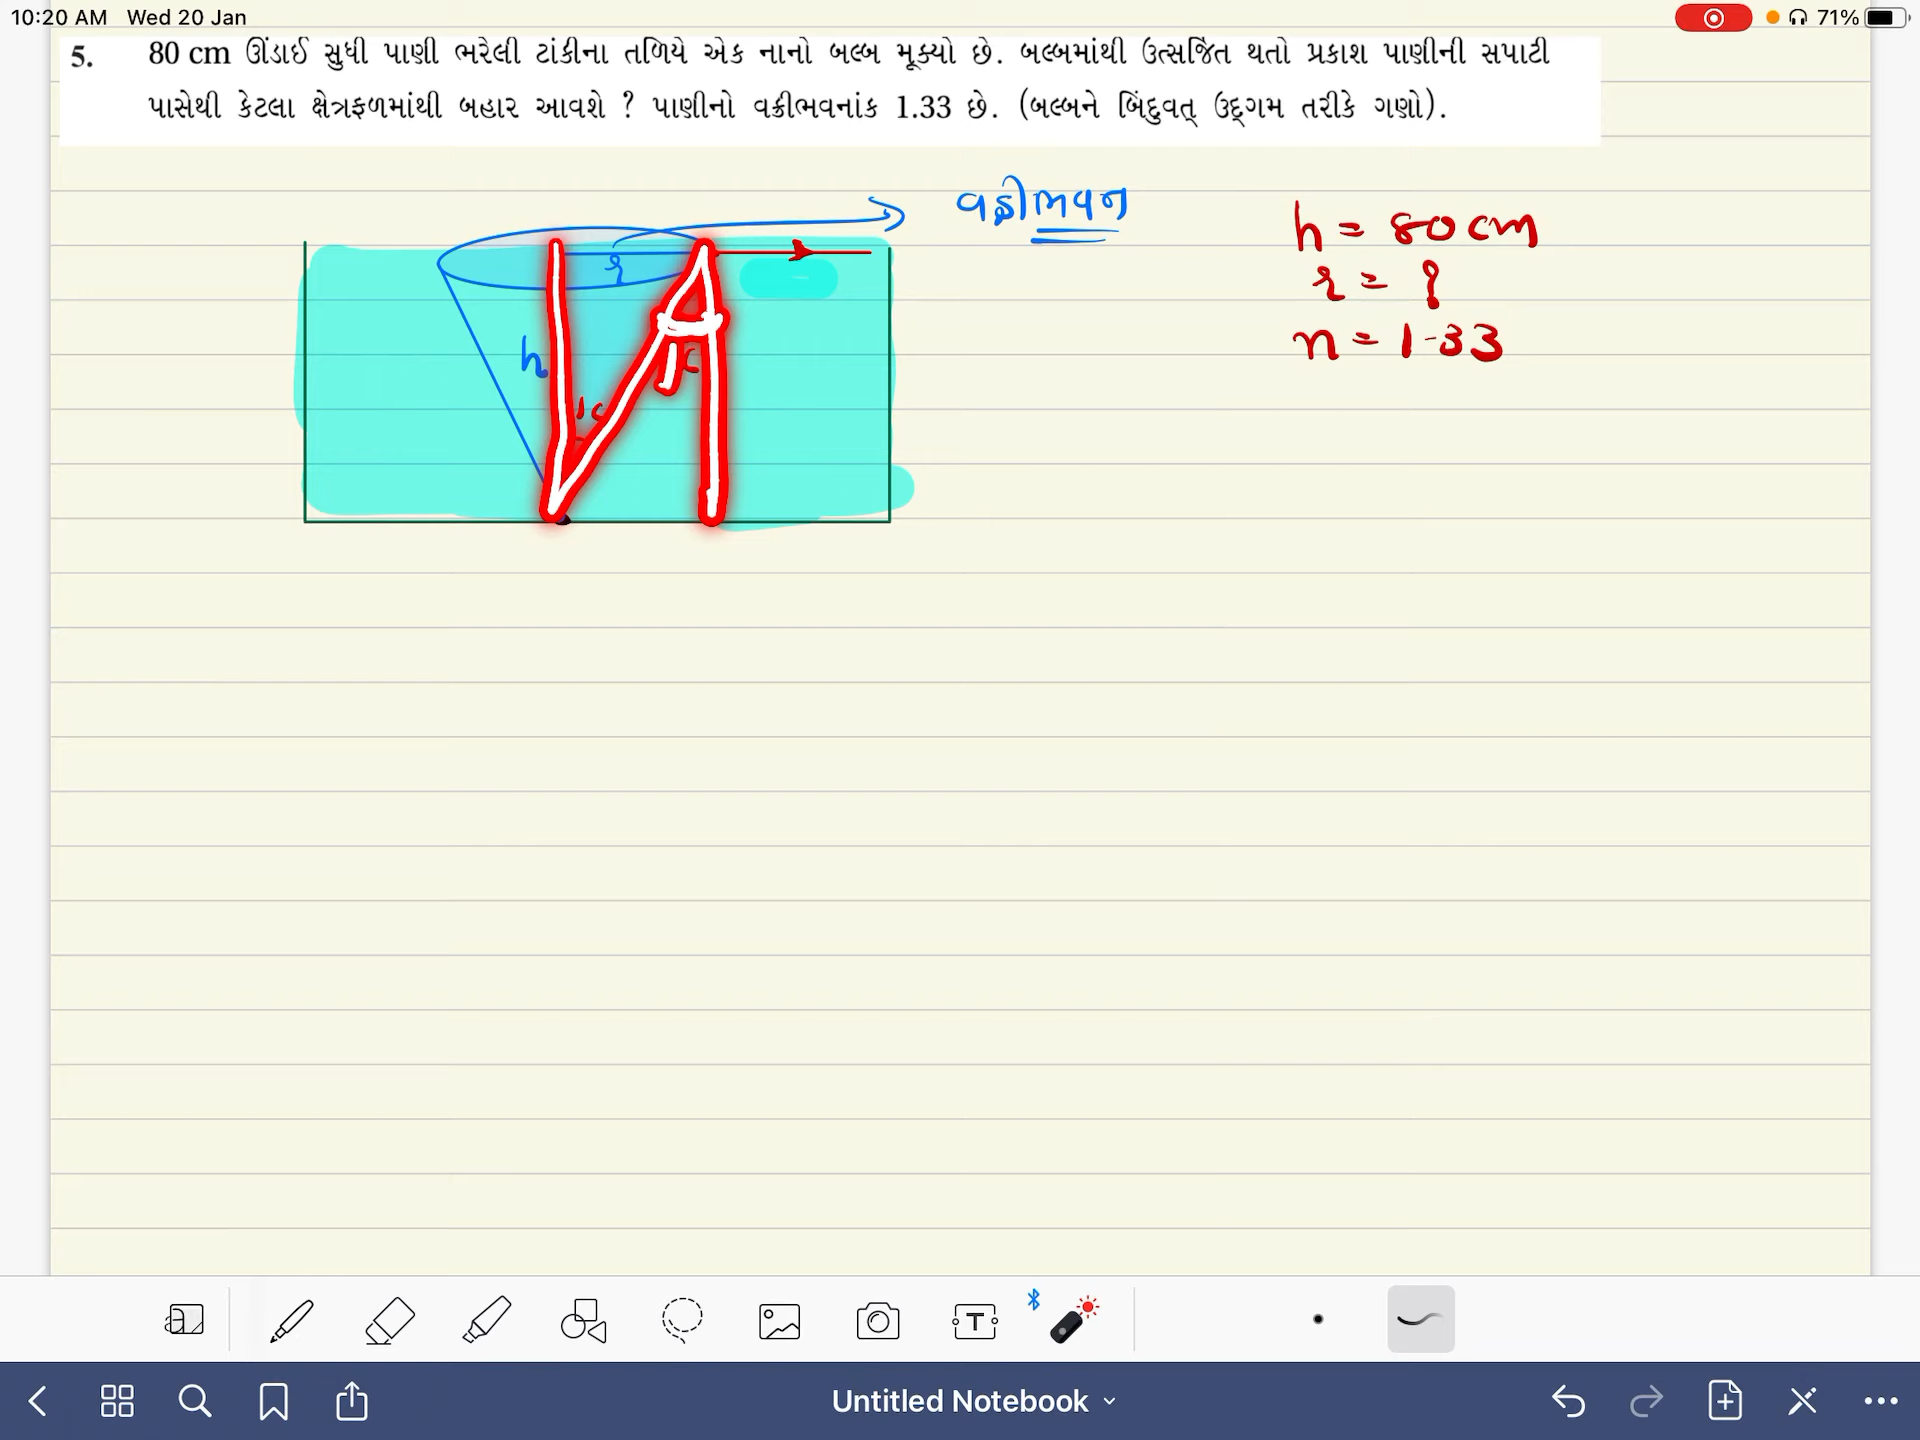 10:20 AM Wed 20 Jan
71%
5. 80 cm ઊંડાઈ સુધી પાણી ભરેલી ટાંકીના તળિયે એક નાનો બલ્બ મૂક્યો છે. બલ્બમાંથી ઉત્સર્જિત થતો પ્રકાશ પાણીની સપાટી
પાસેથી કેટલા ક્ષેત્રફળમાંથી બહાર આવશે ? પાણીનો વક્રીભવનાંક 1.33 છે. (બલ્બને બિંદુવત્ ઉદ્ગમ તરીકે ગણો).
વક્રીભવન
h = 80 cm
r = ?
n = 1.33
r
h
c
ic
T
Untitled Notebook